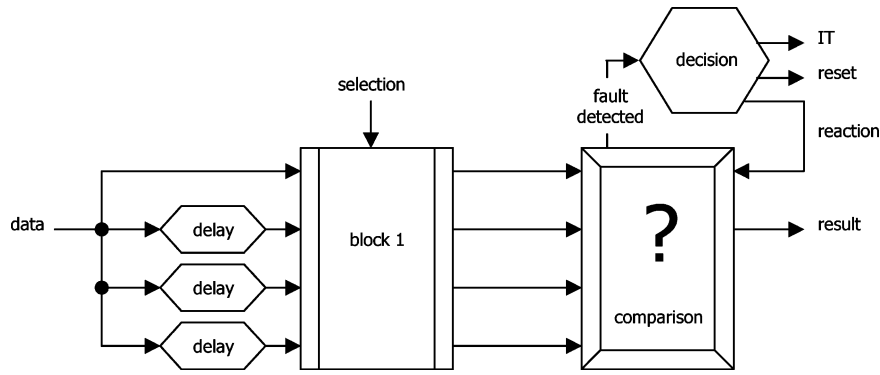 decision
IT
reset
selection
fault
detected
reaction
data
delay
block 1
?
result
delay
comparison
delay